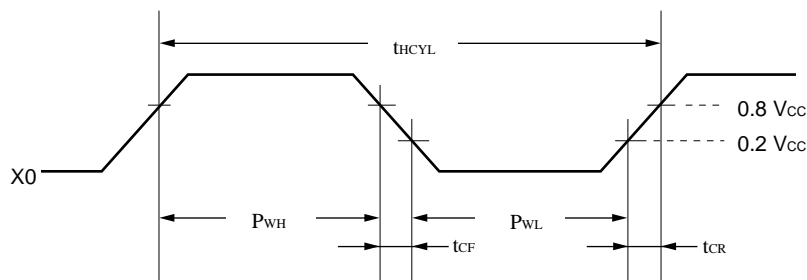 tHCYL
0.8 VCC
0.2 VCC
X0
PWH
PWL
tCF
tCR